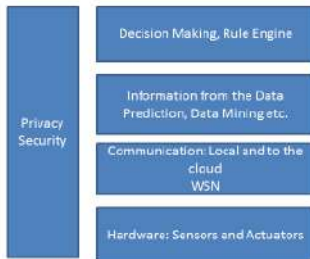 Privacy
Security
Decision Making, Rule Engine
Information from the Data
Prediction, Data Mining etc.
Communication: Local and to the
cloud
WSN
Hardware: Sensors and Actuators